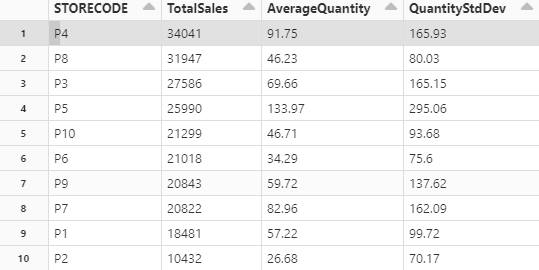 STORECODE TotalSales AverageQuantity QuantityStdDev
1 P4 34041 91.75 165.93
2 P8 31947 46.23 80.03
3 P3 27586 69.66 165.15
4 P5 25990 133.97 295.06
5 P10 21299 46.71 93.68
6 P6 21018 34.29 75.6
7 P9 20843 59.72 137.62
8 P7 20822 82.96 162.09
9 P1 18481 57.22 99.72
10 P2 10432 26.68 70.17